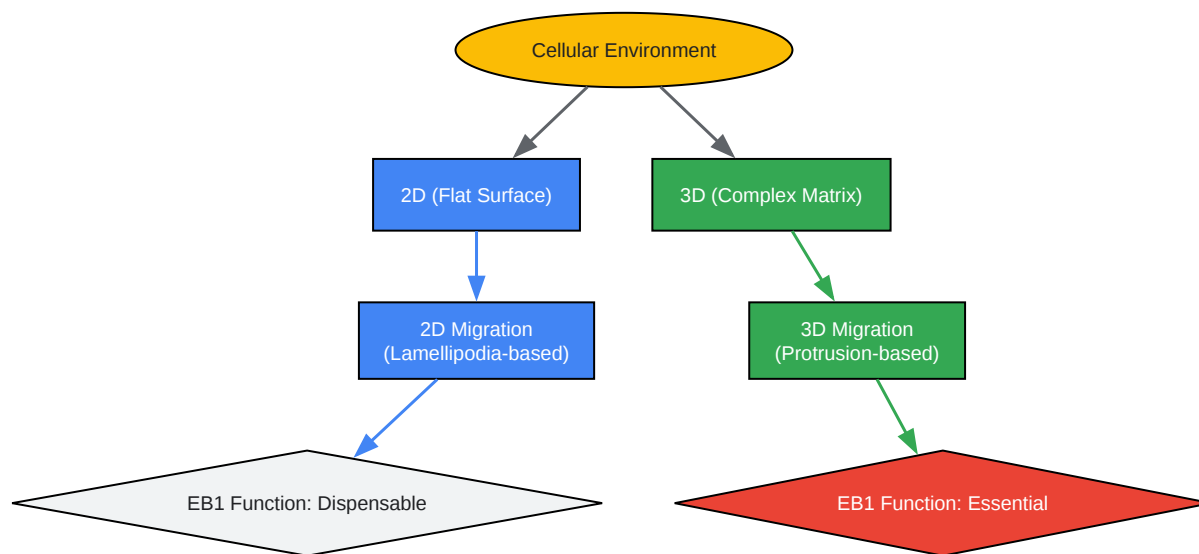 Cellular Environment
2D (Flat Surface)
3D (Complex Matrix)
2D Migration
(Lamellipodia-based)
3D Migration
(Protrusion-based)
EB1 Function: Dispensable
EB1 Function: Essential